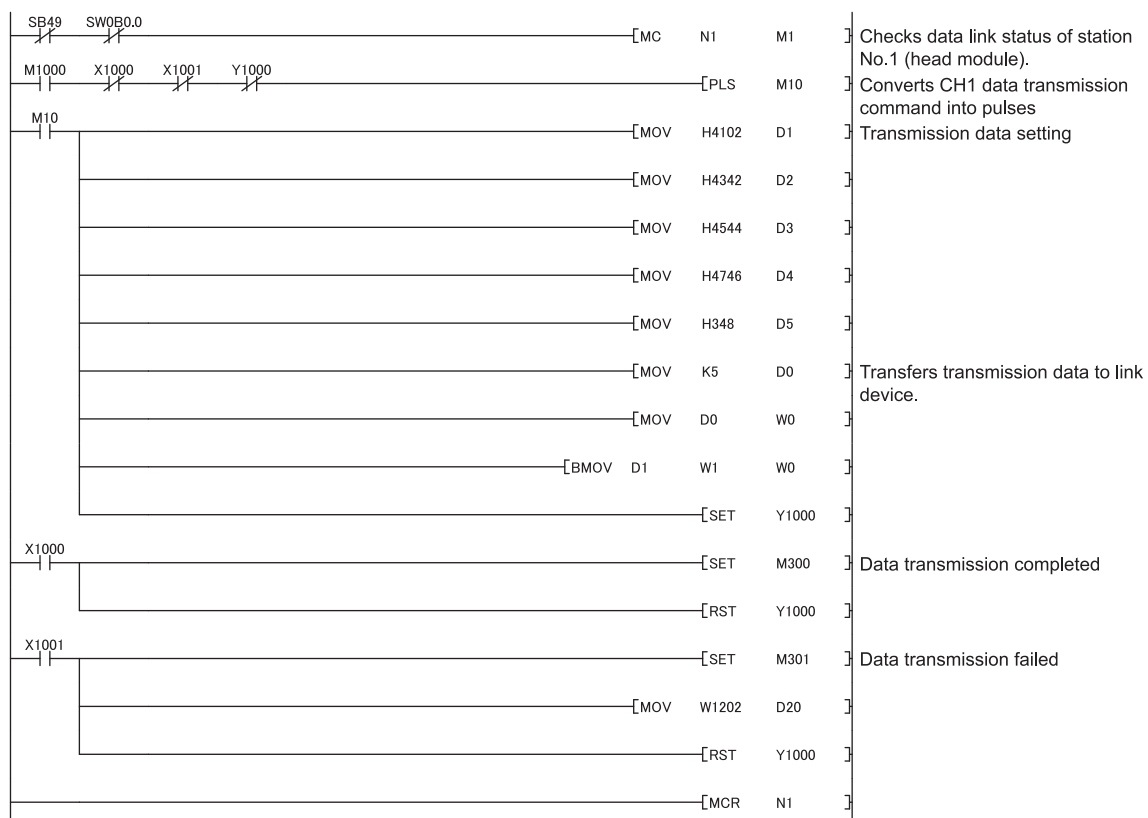 SB49 SW0B0.0
MC N1 M1 Checks data link status of station
No.1 (head module).
M1000 X1000 X1001 Y1000
PLS M10 Converts CH1 data transmission
command into pulses
M10
MOV H4102 D1 Transmission data setting
MOV H4342 D2
MOV H4544 D3
MOV H4746 D4
MOV H348 D5
MOV K5 D0 Transfers transmission data to link
device.
MOV D0 W0
BMOV D1 W1 W0
SET Y1000
X1000
SET M300 Data transmission completed
RST Y1000
X1001
SET M301 Data transmission failed
MOV W1202 D20
RST Y1000
MCR N1